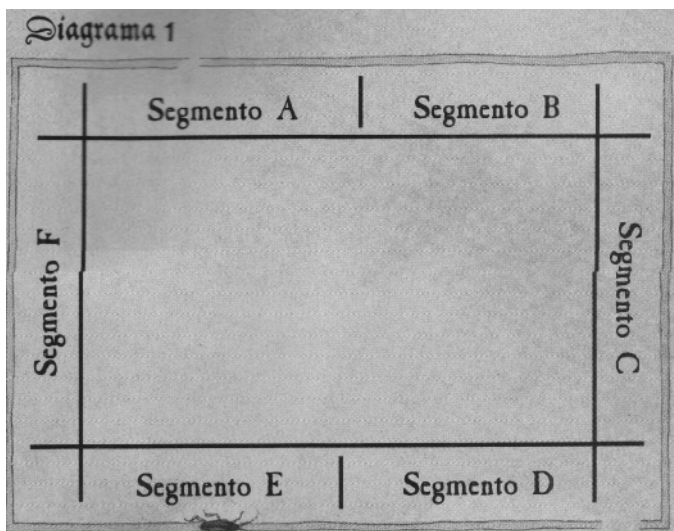 Diagrama 1
Segmento A
Segmento B
Segmento F
Segmento C
Segmento E
Segmento D